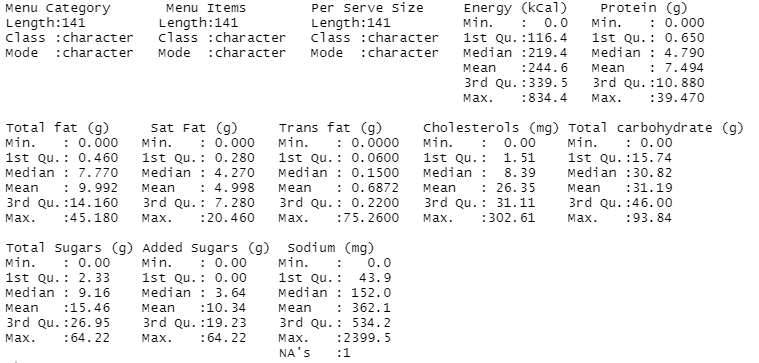 Menu Category Menu Items Per Serve Size Energy (kCal) Protein (g)
Length:141 Length:141 Length:141 Min. : 0.0 Min. : 0.000
Class :character Class :character Class :character 1st Qu.:116.4 1st Qu.: 0.650
Mode :character Mode :character Mode :character Median :219.4 Median : 4.790
Mean :244.6 Mean : 7.494
3rd Qu.:339.5 3rd Qu.:10.880
Max. :834.4 Max. :39.470
Total fat (g) Sat Fat (g) Trans fat (g) Cholesterols (mg) Total carbohydrate (g)
Min. : 0.000 Min. : 0.000 Min. : 0.0000 Min. : 0.00 Min. : 0.00
1st Qu.: 0.460 1st Qu.: 0.280 1st Qu.: 0.0600 1st Qu.: 1.51 1st Qu.:15.74
Median : 7.770 Median : 4.270 Median : 0.1500 Median : 8.39 Median :30.82
Mean : 9.992 Mean : 4.998 Mean : 0.6872 Mean : 26.35 Mean :31.19
3rd Qu.:14.160 3rd Qu.: 7.280 3rd Qu.: 0.2200 3rd Qu.: 31.11 3rd Qu.:46.00
Max. :45.180 Max. :20.460 Max. :75.2600 Max. :302.61 Max. :93.84
Total Sugars (g) Added Sugars (g) Sodium (mg)
Min. : 0.00 Min. : 0.00 Min. : 0.0
1st Qu.: 2.33 1st Qu.: 0.00 1st Qu.: 43.9
Median : 9.16 Median : 3.64 Median : 152.0
Mean :15.46 Mean :10.34 Mean : 362.1
3rd Qu.:26.95 3rd Qu.:19.23 3rd Qu.: 534.2
Max. :64.22 Max. :64.22 Max. :2399.5
NA's :1